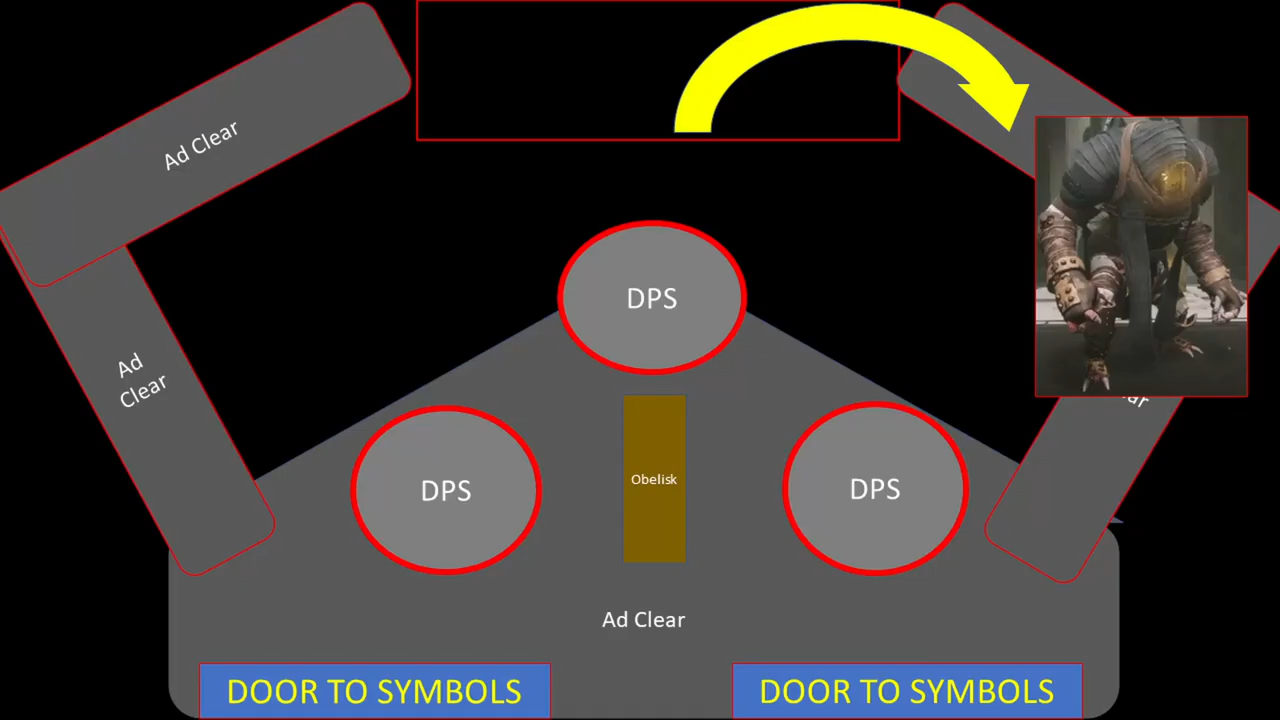 Ad Clear
DPS
Ad
Clear
Obelisk
DPS
DPS
Ad Clear
DOOR TO SYMBOLS
DOOR TO SYMBOLS